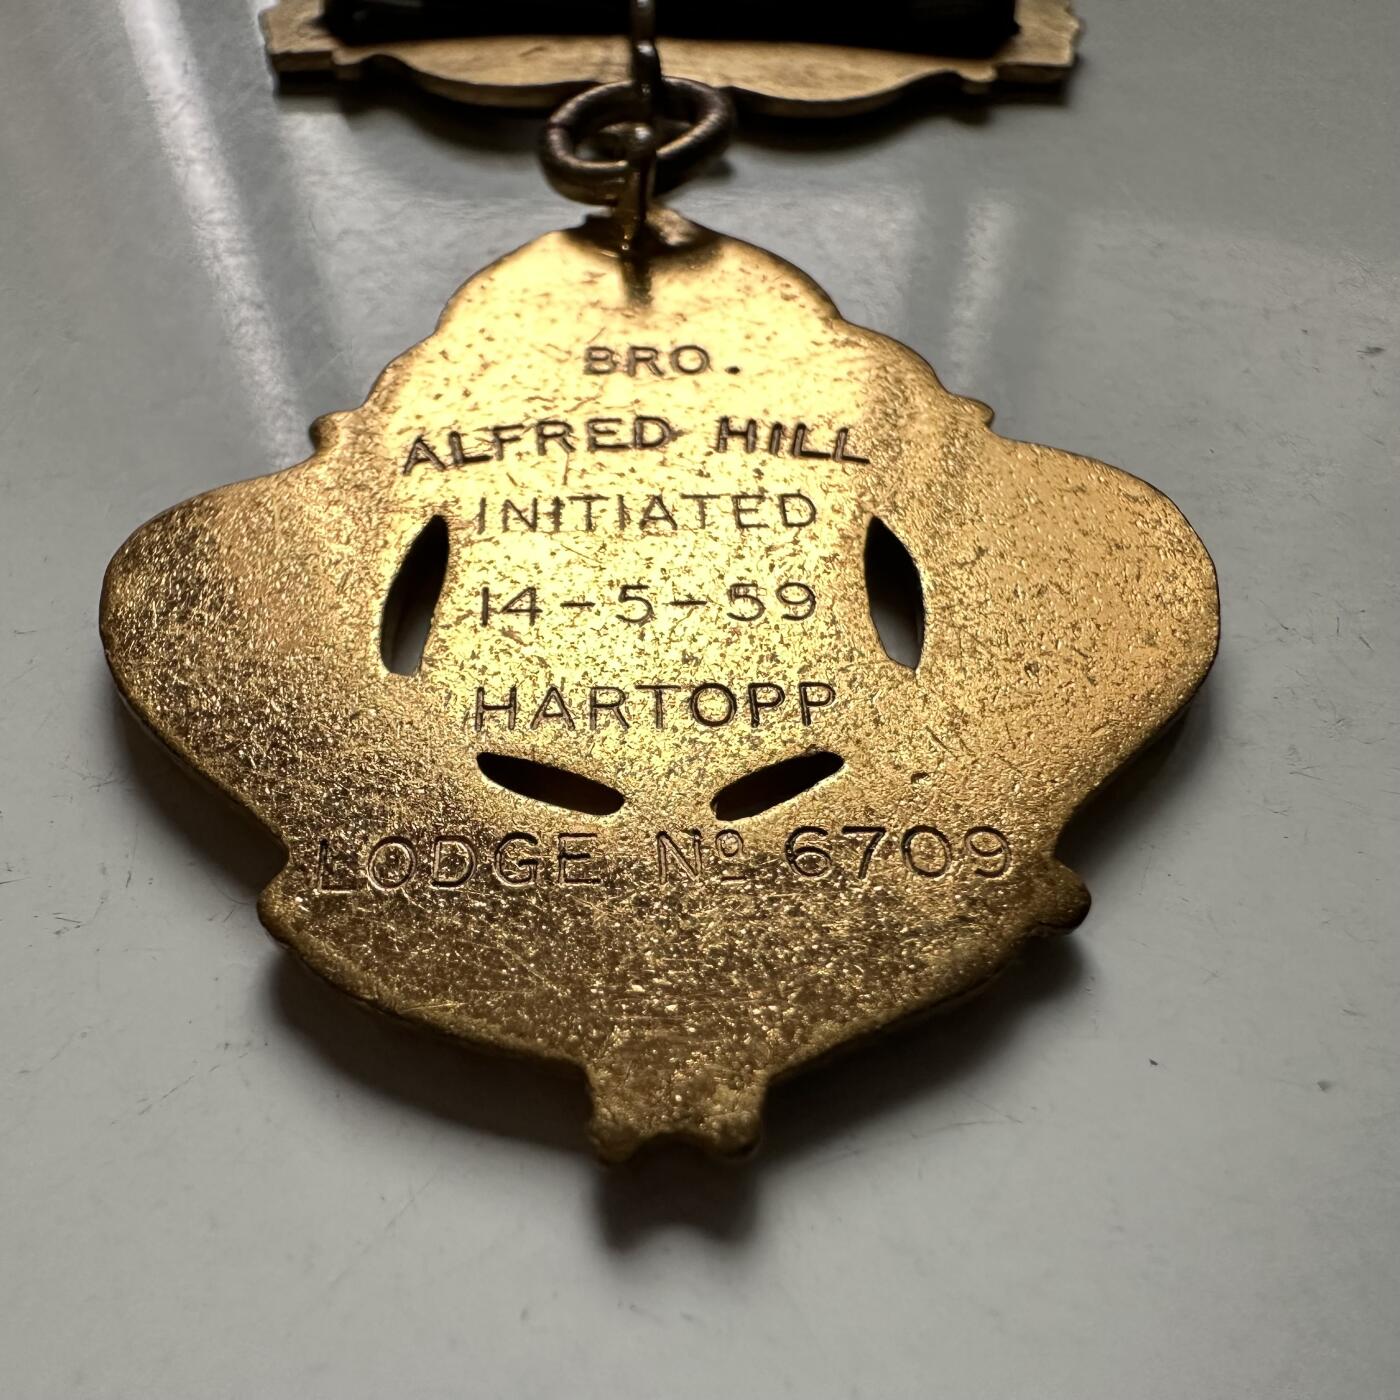 BRO.
ALFRED HILL
INITIATED
14-5-59
HARTOPP
LODGE Nº 6709